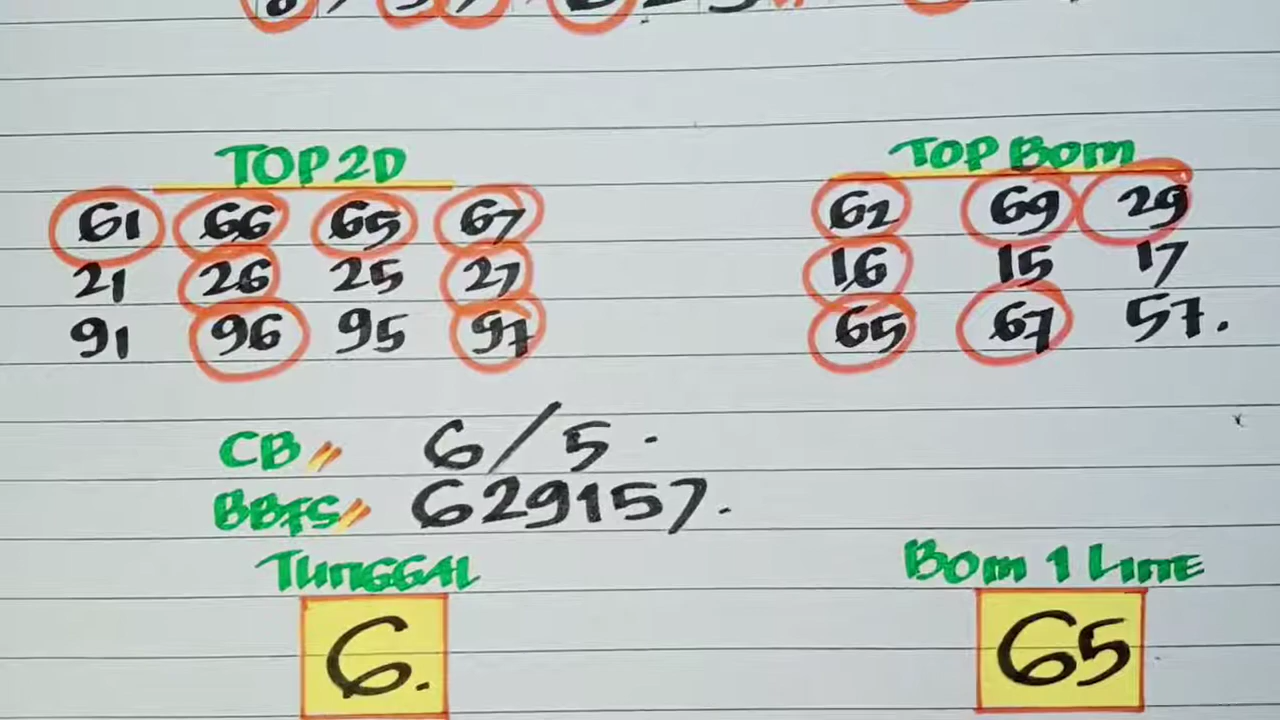 TOP 2D
61 66 65 67
21 26 25 27
91 96 95 97
TOP Bom
62 69 29
16 15 17
65 67 57.
CB // 6/5.
BBFS // 629157.
TUNGGAL
6.
Bom 1 LINE
65